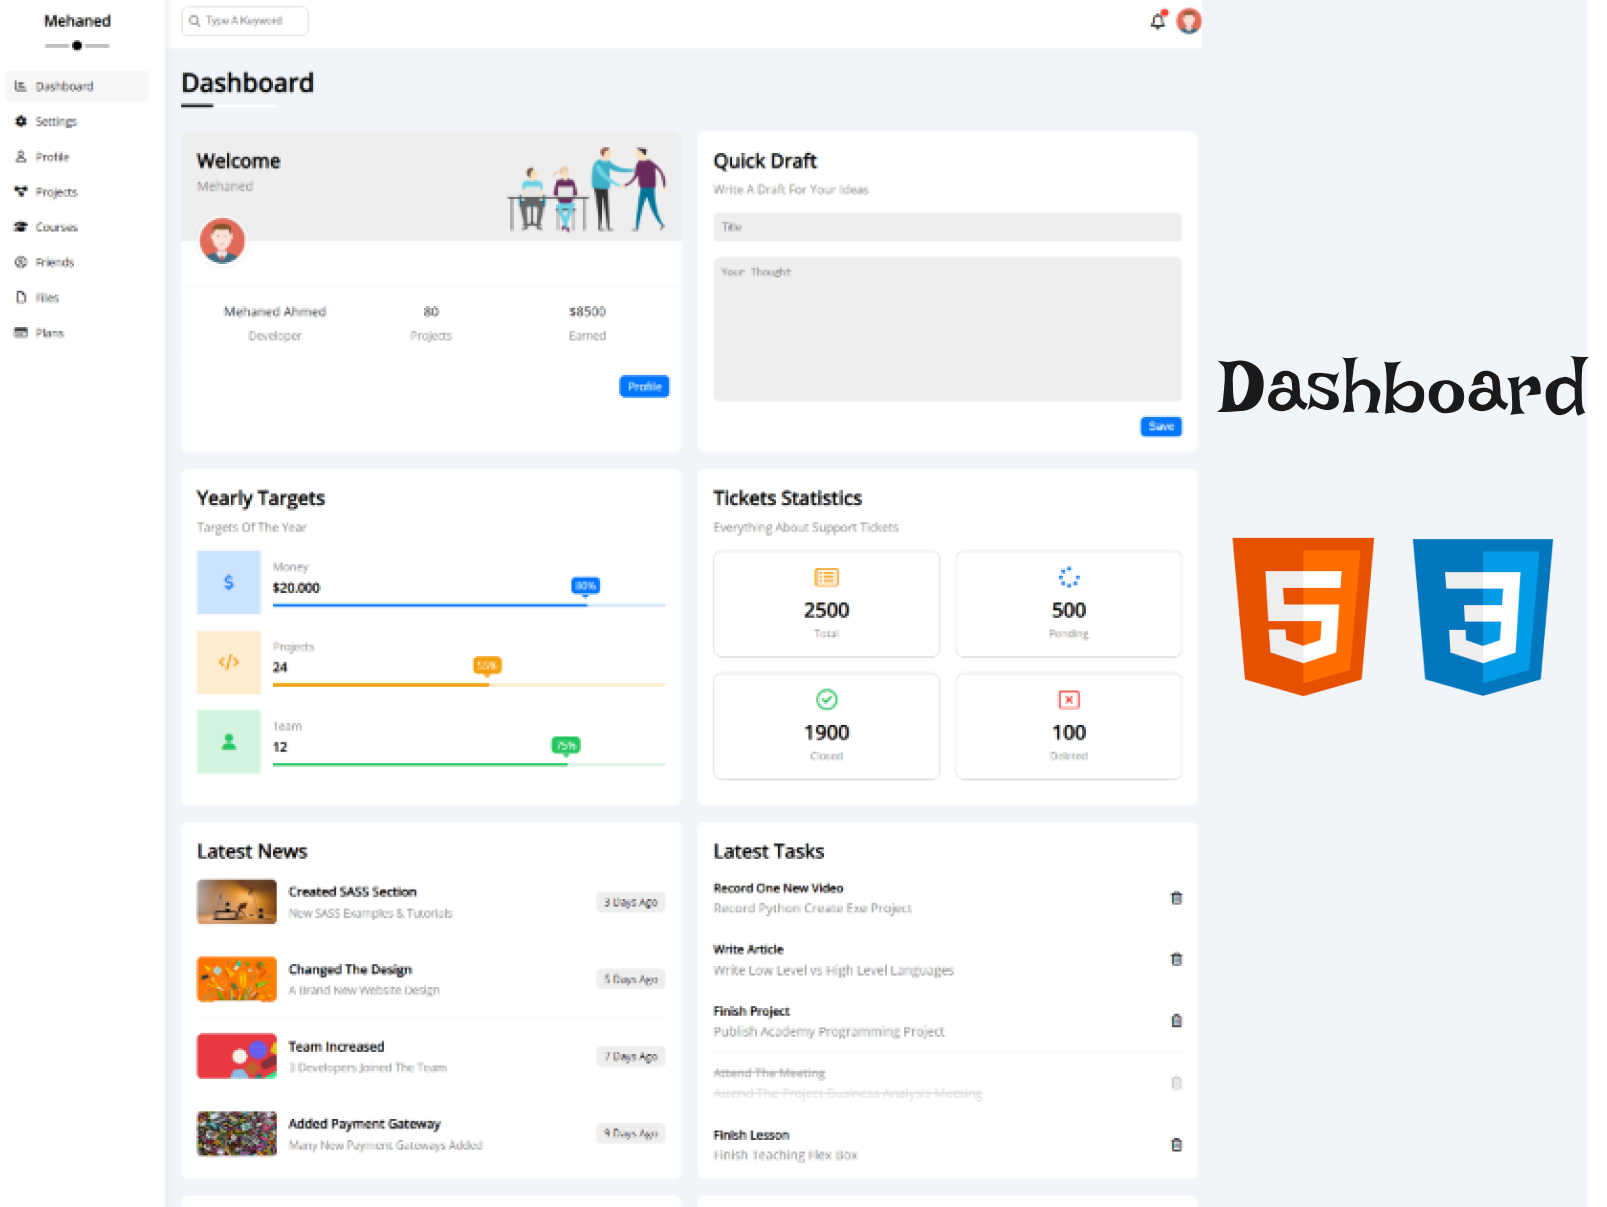 Mehaned
Dashboard
Settings
Profile
Projects
Courses
Friends
Files
Plans
Type A Keyword
Dashboard
Welcome
Mehaned
Mehaned Ahmed
Developer
80
Projects
$8500
Earned
Profile
Quick Draft
Write A Draft For Your Ideas
Title
Your Thought
Save
Yearly Targets
Targets Of The Year
Money
$20.000
80%
Projects
24
55%
Team
12
75%
Tickets Statistics
Everything About Support Tickets
2500
Total
500
Pending
1900
Closed
100
Deleted
Latest News
Created SASS Section
New SASS Examples & Tutorials
3 Days Ago
Changed The Design
A Brand New Website Design
5 Days Ago
Team Increased
3 Developers Joined The Team
7 Days Ago
Added Payment Gateway
Many New Payment Gateways Added
9 Days Ago
Latest Tasks
Record One New Video
Record Python Create Exe Project
Write Article
Write Low Level vs High Level Languages
Finish Project
Publish Academy Programming Project
Attend The Meeting
Attend The Project Business Analysis Meeting
Finish Lesson
Finish Teaching Flex Box
Dashboard
5
3